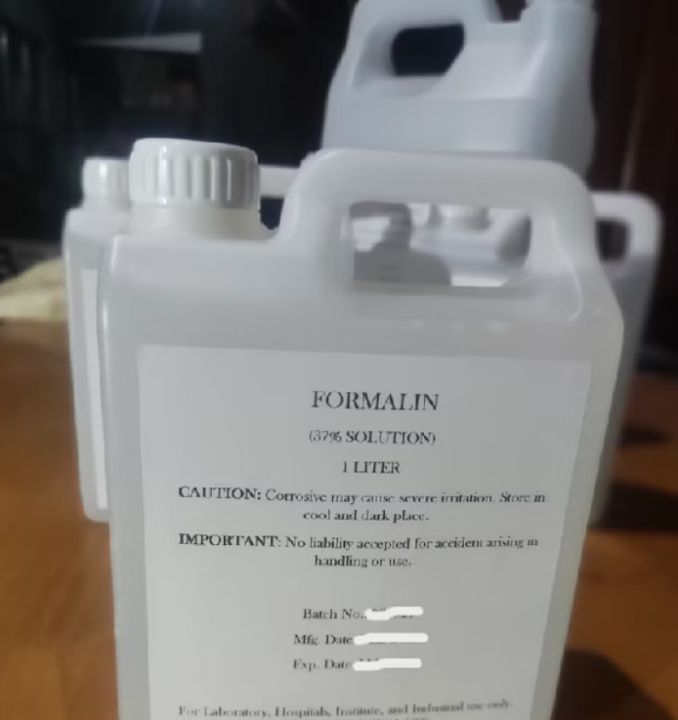 FORMALIN
(37% SOLUTION)
1 LITER
CAUTION: Corrosive may cause severe irritation. Store in
cool and dark place.
IMPORTANT: No liability accepted for accident arising in
handling or use.
Batch No.
Mfg. Date
Exp. Date
For Laboratory, Hospitals, Institute, and Industrial use only.